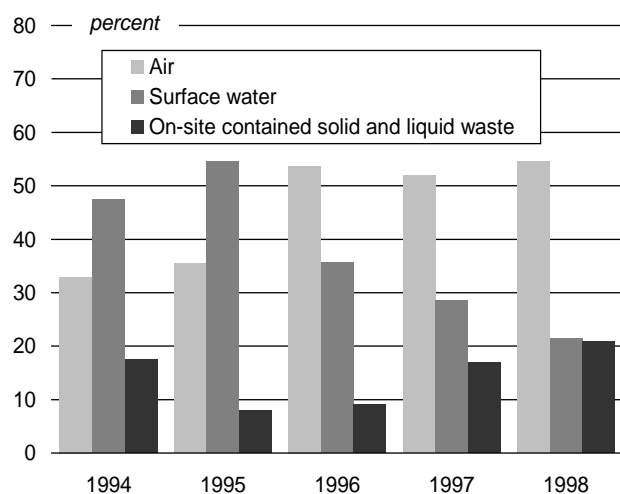 80 percent
Air
Surface water
On-site contained solid and liquid waste
70
60
50
40
30
20
10
0
1994 1995 1996 1997 1998